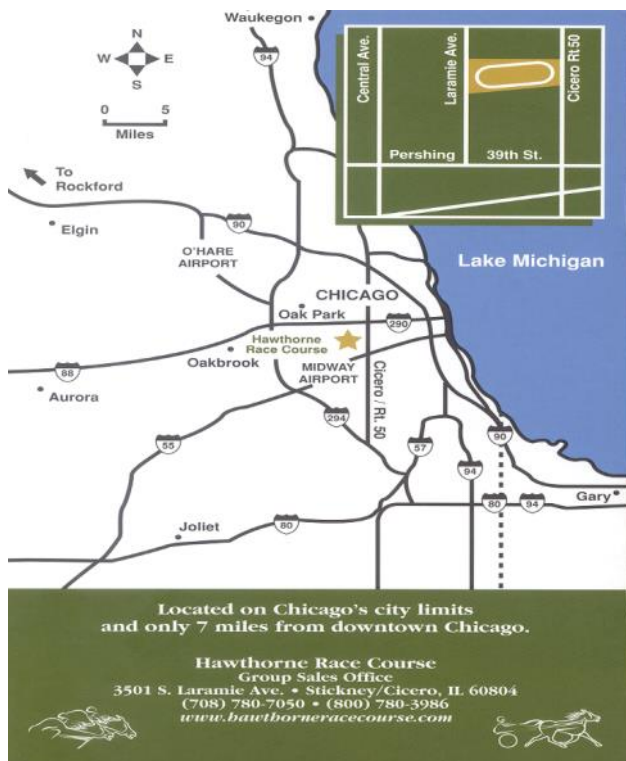 Waukegon
N
W E
S
0 5
Miles
94
Central Ave.
Laramie Ave.
Cicero Rt 50
Pershing 39th St.
To
Rockford
Elgin
90
O'HARE
AIRPORT
Lake Michigan
CHICAGO
Oak Park
290
Hawthorne
Race Course
Oakbrook
MIDWAY
AIRPORT
88
Aurora
Cicero / Rt. 50
294
55
57
90
94
80
94
Gary
Joliet
80
Located on Chicago's city limits
and only 7 miles from downtown Chicago.
Hawthorne Race Course
Group Sales Office
3501 S. Laramie Ave. • Stickney/Cicero, IL 60804
(708) 780-7050 • (800) 780-3986
www.hawthorneracecourse.com